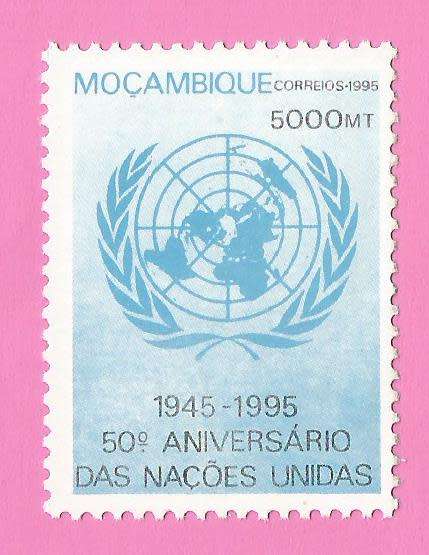 MOÇAMBIQUE CORREIOS-1995
5000MT
1945-1995
50º ANIVERSÁRIO
DAS NAÇÕES UNIDAS